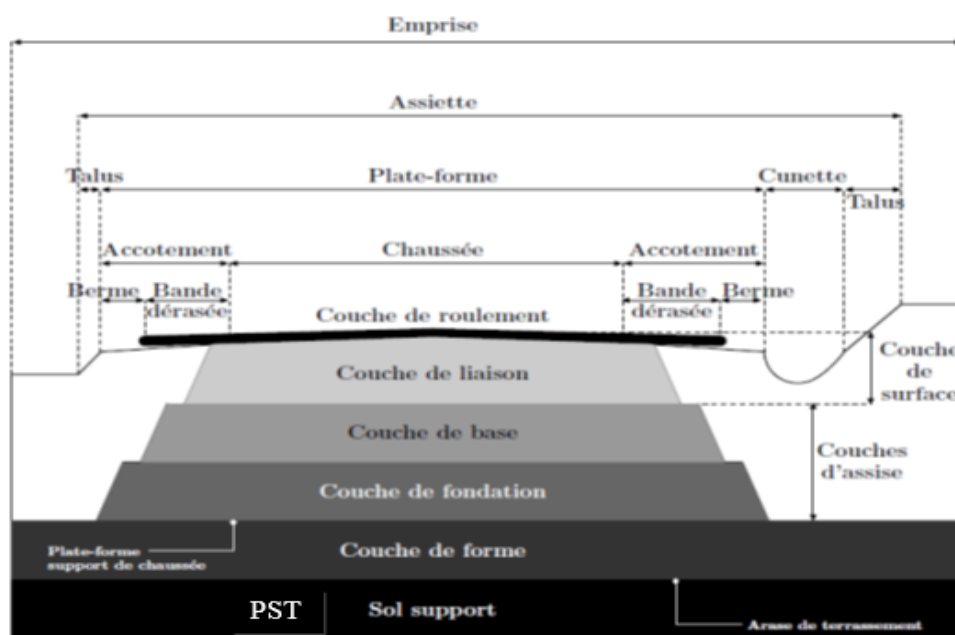 Emprise
Assiette
Talus
Plate-forme
Cunette
Talus
Accotement
Chaussée
Accotement
Berme
Bande
dérasée
Couche de roulement
Bande
dérasée
Berme
Couche de liaison
Couche
de
surface
Couche de base
Couches
d'assise
Couche de fondation
Plate-forme
support de chaussée
Couche de forme
PST
Sol support
Arase de terrassement